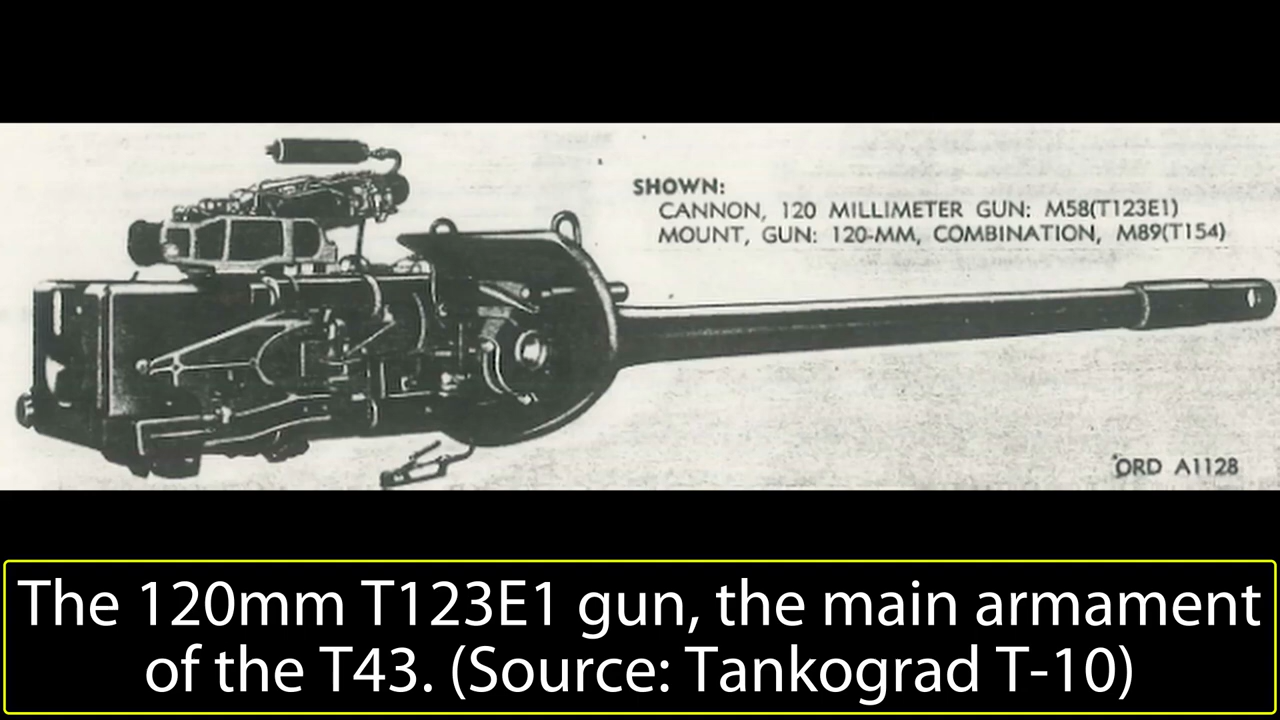 SHOWN:
CANNON, 120 MILLIMETER GUN: M58(T123E1)
MOUNT, GUN: 120-MM, COMBINATION, M89(T154)
ORD A1128
The 120mm T123E1 gun, the main armament
of the T43. (Source: Tankograd T-10)